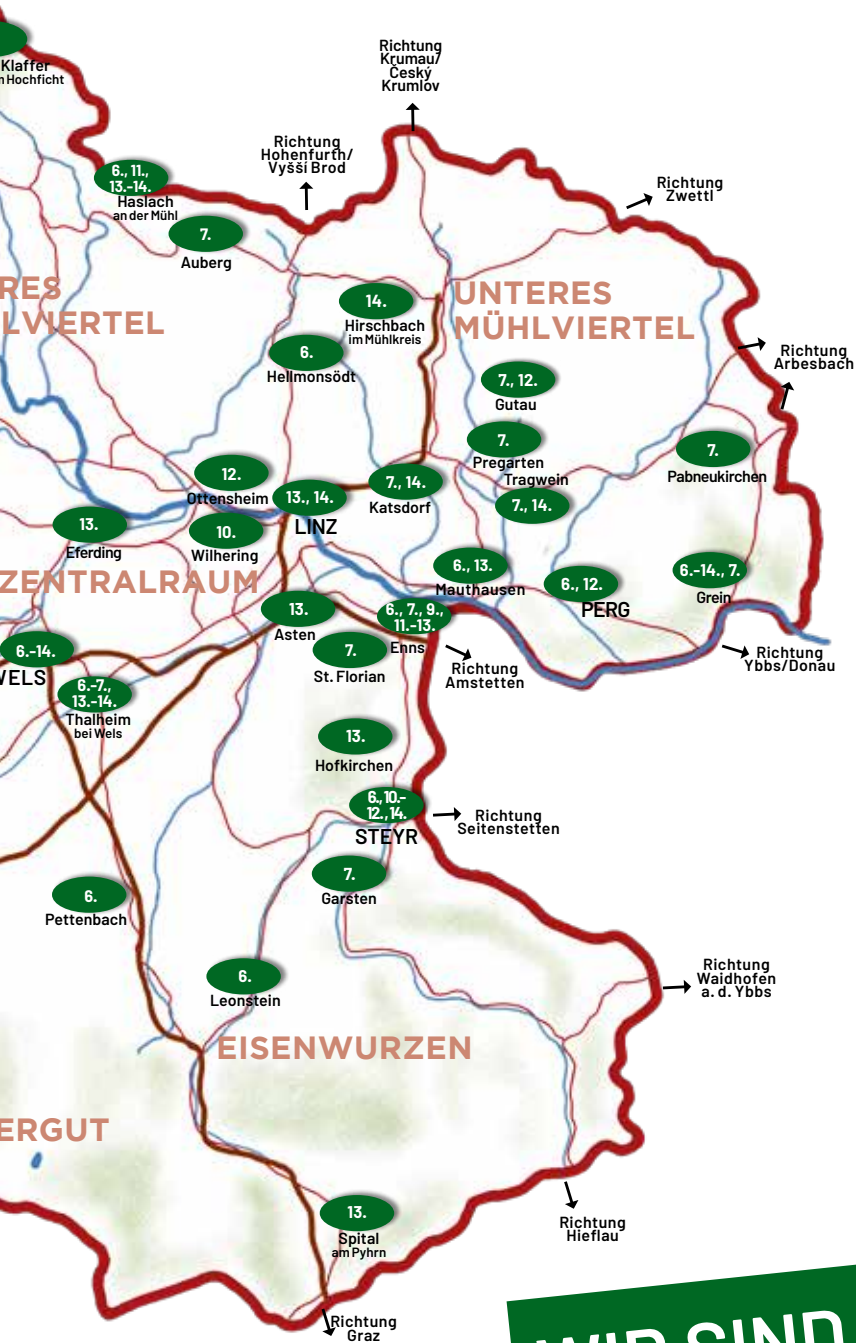 Klaffer
Hochficht
Richtung
Krumau/
Český
Krumlov
Richtung
Hohenfurth/
Vyšší Brod
6., 11.,
13.-14.
Haslach
an der Mühl
Richtung
Zwettl
7.
Auberg
RES
LVIERTEL
14.
Hirschbach
im Mühlkreis
UNTERES
MÜHLVIERTEL
6.
Hellmonsödt
Richtung
Arbesbach
7., 12.
Gutau
7.
Pregarten
7.
Pabneukirchen
Tragwein
7., 14.
12.
Ottensheim
13., 14.
LINZ
7., 14.
Katsdorf
13.
Eferding
10.
Wilhering
ZENTRALRAUM
6., 13.
Mauthausen
6., 12.
PERG
6.-14., 7.
Grein
13.
Asten
6., 7., 9.,
11.-13.
Enns
6.-14.
WELS
7.
St. Florian
Richtung
Amstetten
Richtung
Ybbs/Donau
6.-7.,
13.-14.
Thalheim
bei Wels
13.
Hofkirchen
6.,10.-
12.,14.
STEYR
Richtung
Seitenstetten
7.
Garsten
6.
Pettenbach
6.
Leonstein
Richtung
Waidhofen
a. d. Ybbs
EISENWURZEN
ERGUT
13.
Spital
am Pyhrn
Richtung
Hieflau
Richtung
Graz
WIR SIND